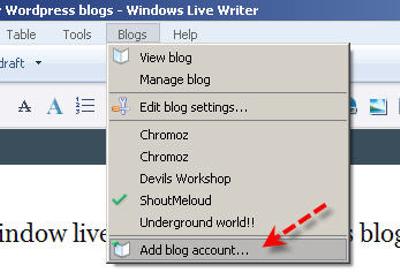 r Wordpress blogs - Windows Live Writer
Table Tools Blogs Help
draft
A A
View blog
Manage blog
Edit blog settings...
Chromoz
Chromoz
Devils Workshop
ShoutMeloud
Underground world!!
Add blog account...
indow live s blog